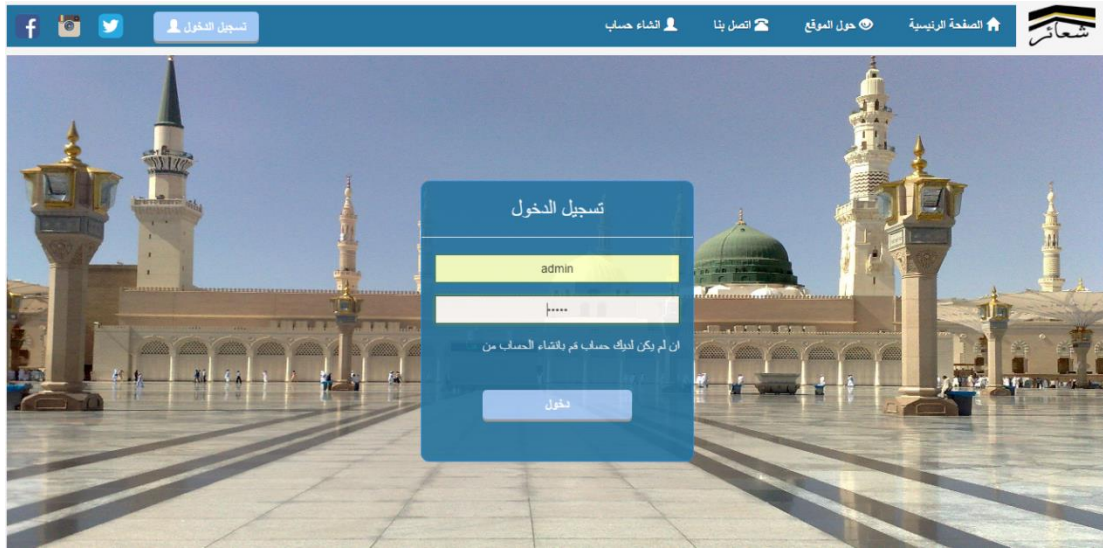 شعائر
الصفحة الرئيسية
حول الموقع
اتصل بنا
انشاء حساب
تسجيل الدخول
تسجيل الدخول
admin
•••••
ان لم يكن لديك حساب قم بانشاء الحساب من
دخول